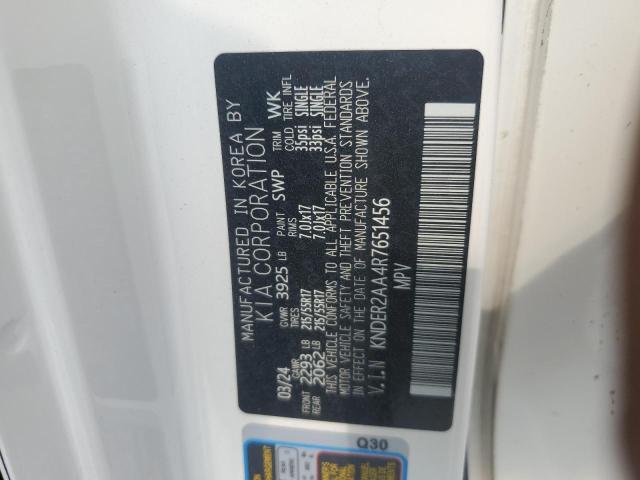 MANUFACTURED IN KOREA BY
KIA CORPORATION
03/24 GVWR 3925 LB PAINT SWP TRIM WK
GAWR TIRES RIMS COLD TIRE INFL
FRONT 2293 LB 215/55R17 7.0Jx17 35psi SINGLE
REAR 2062 LB 215/55R17 7.0Jx17 33psi SINGLE
THIS VEHICLE CONFORMS TO ALL APPLICABLE U.S.A. FEDERAL
MOTOR VEHICLE SAFETY AND THEFT PREVENTION STANDARDS
IN EFFECT ON THE DATE OF MANUFACTURE SHOWN ABOVE.
V.I.N KNDER2AA4R7651456
MPV
Q30